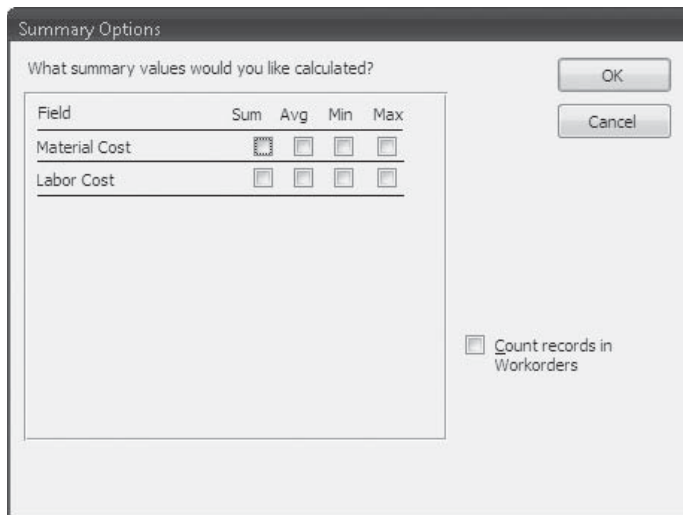 Summary Options
What summary values would you like calculated?
OK
Cancel
Field Sum Avg Min Max
Material Cost
Labor Cost
Count records in
Workorders